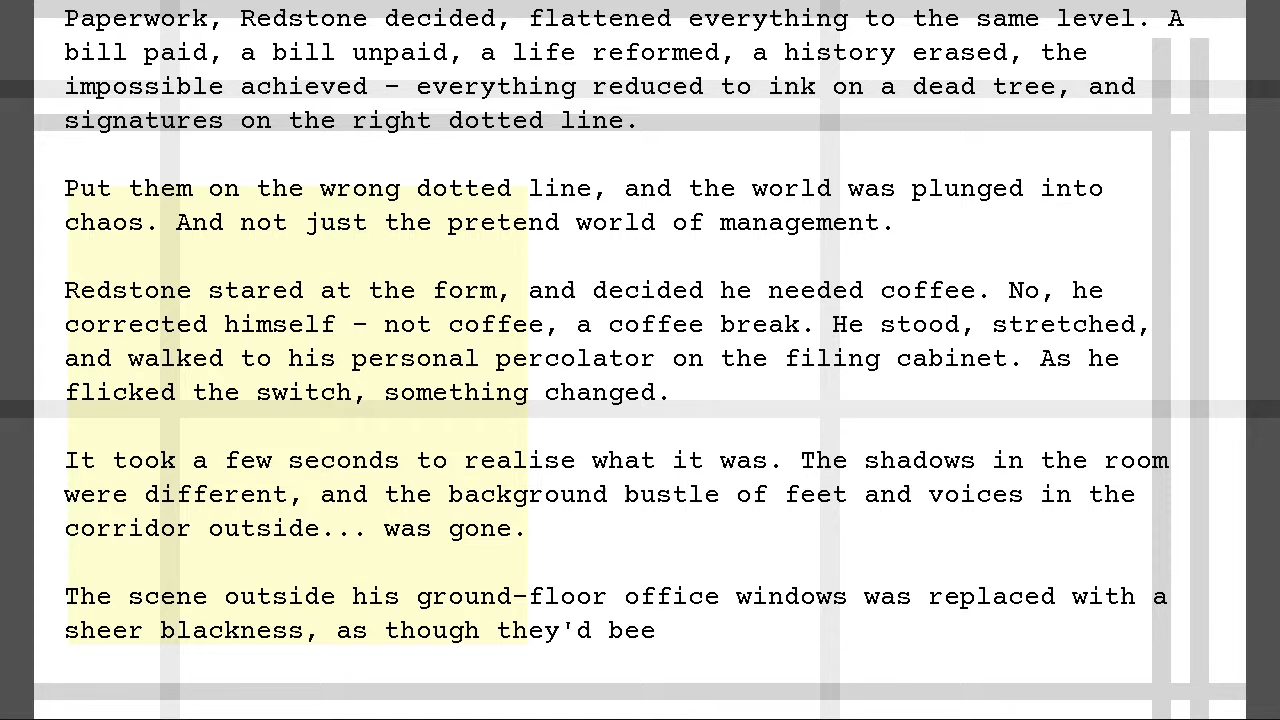 Paperwork, Redstone decided, flattened everything to the same level. A
bill paid, a bill unpaid, a life reformed, a history erased, the
impossible achieved – everything reduced to ink on a dead tree, and
signatures on the right dotted line.
Put them on the wrong dotted line, and the world was plunged into
chaos. And not just the pretend world of management.
Redstone stared at the form, and decided he needed coffee. No, he
corrected himself – not coffee, a coffee break. He stood, stretched,
and walked to his personal percolator on the filing cabinet. As he
flicked the switch, something changed.
It took a few seconds to realise what it was. The shadows in the room
were different, and the background bustle of feet and voices in the
corridor outside... was gone.
The scene outside his ground-floor office windows was replaced with a
sheer blackness, as though they'd bee